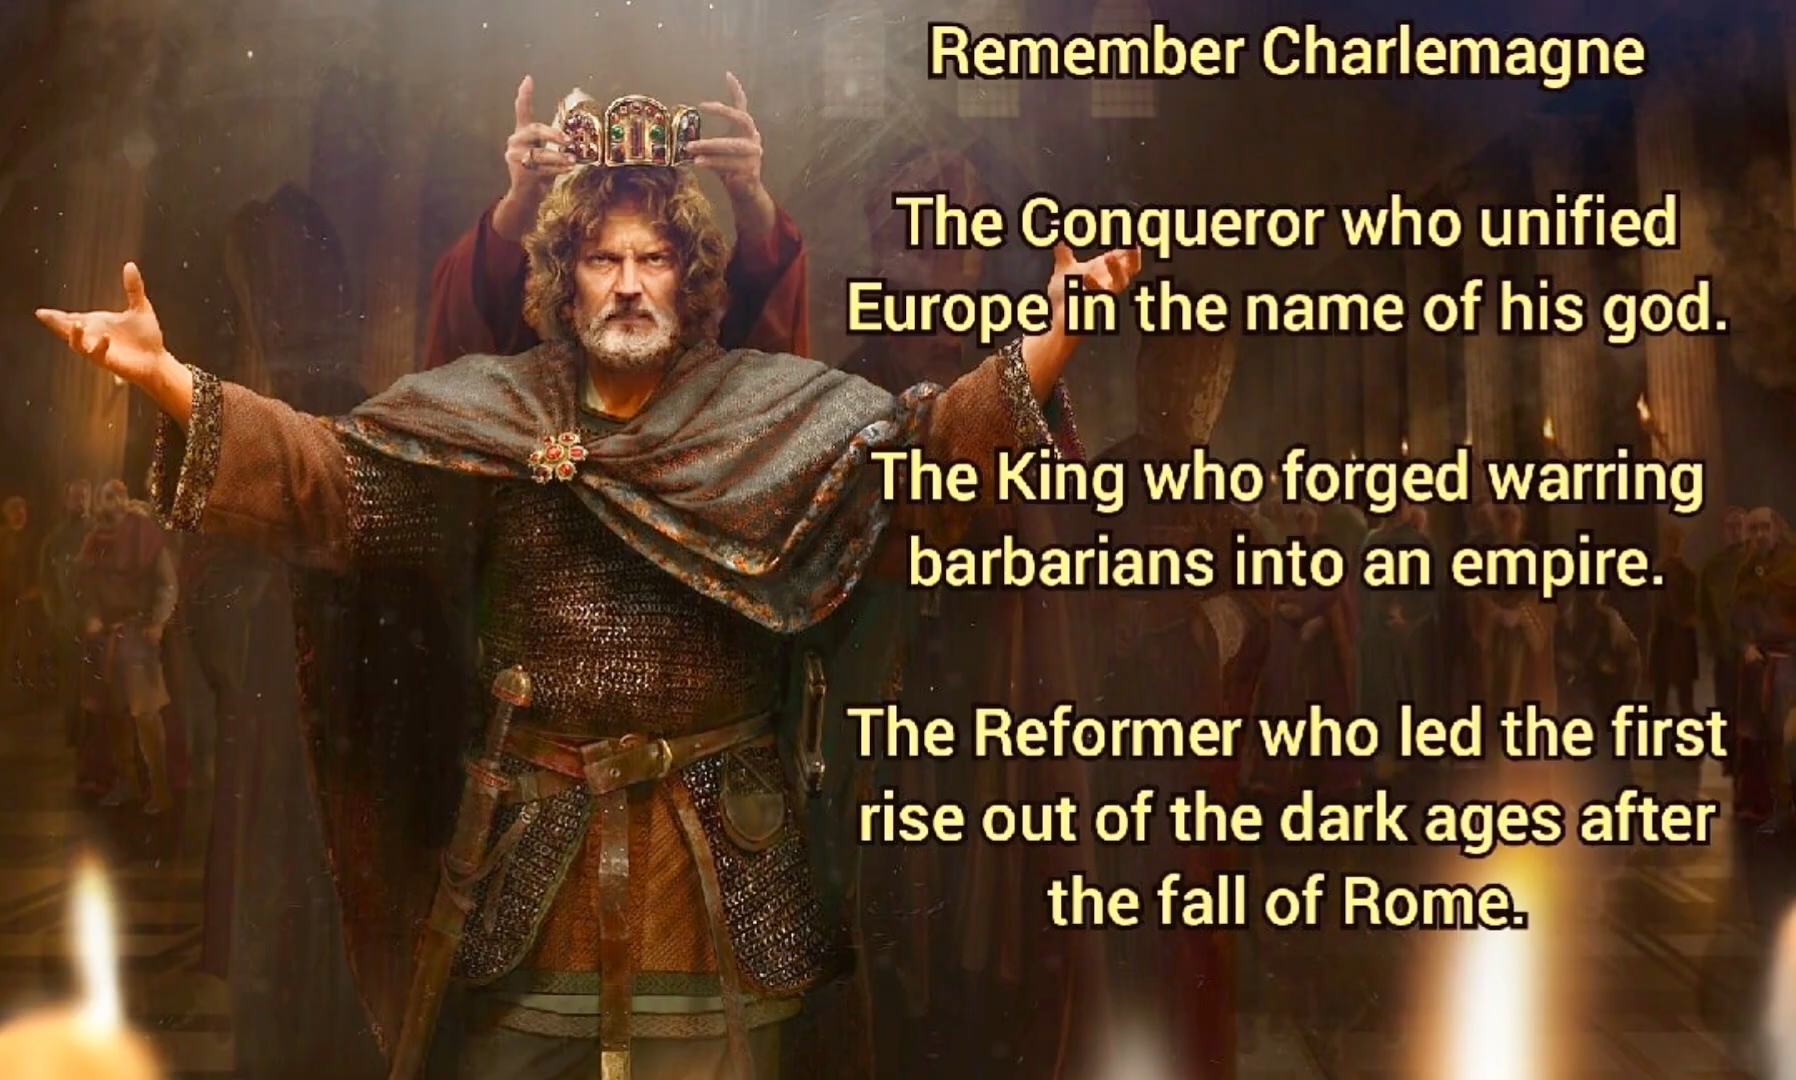 Remember Charlemagne
The Conqueror who unified
Europe in the name of his god.
The King who forged warring
barbarians into an empire.
The Reformer who led the first
rise out of the dark ages after
the fall of Rome.